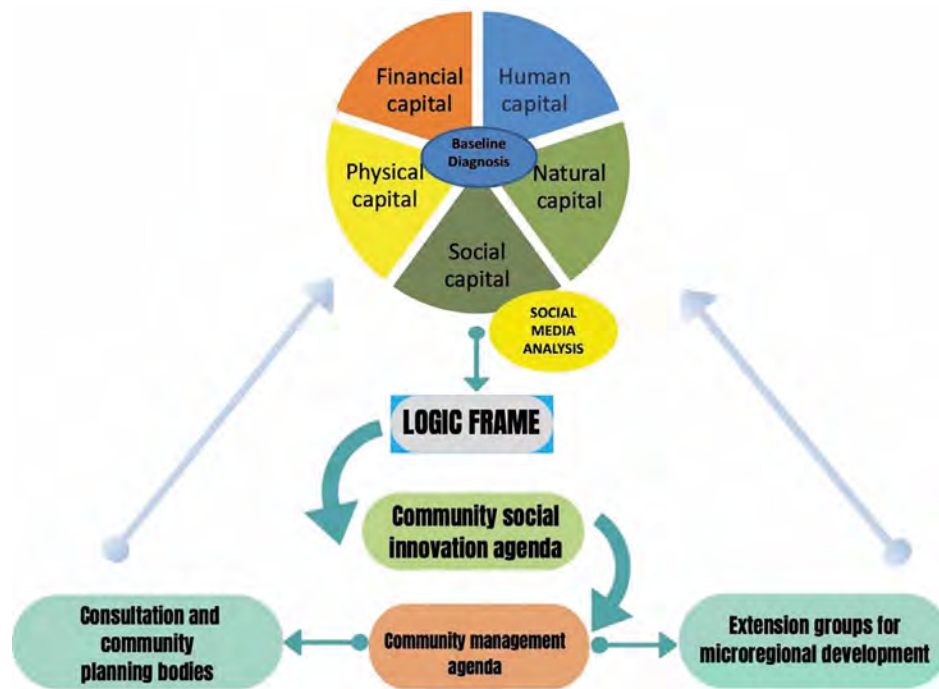 Financial
capital
Human
capital
Baseline
Diagnosis
Physical
capital
Natural
capital
Social
capital
SOCIAL
MEDIA
ANALYSIS
LOGIC FRAME
Community social
innovation agenda
Consultation and
community
planning bodies
Community management
agenda
Extension groups for
microregional development